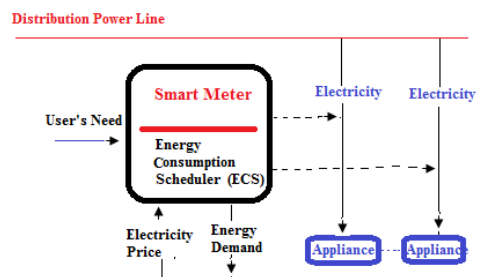 Distribution Power Line
Smart Meter
Electricity
Electricity
User's Need
Energy
Consumption
Scheduler (ECS)
Electricity
Price
Energy
Demand
Appliance
Appliance